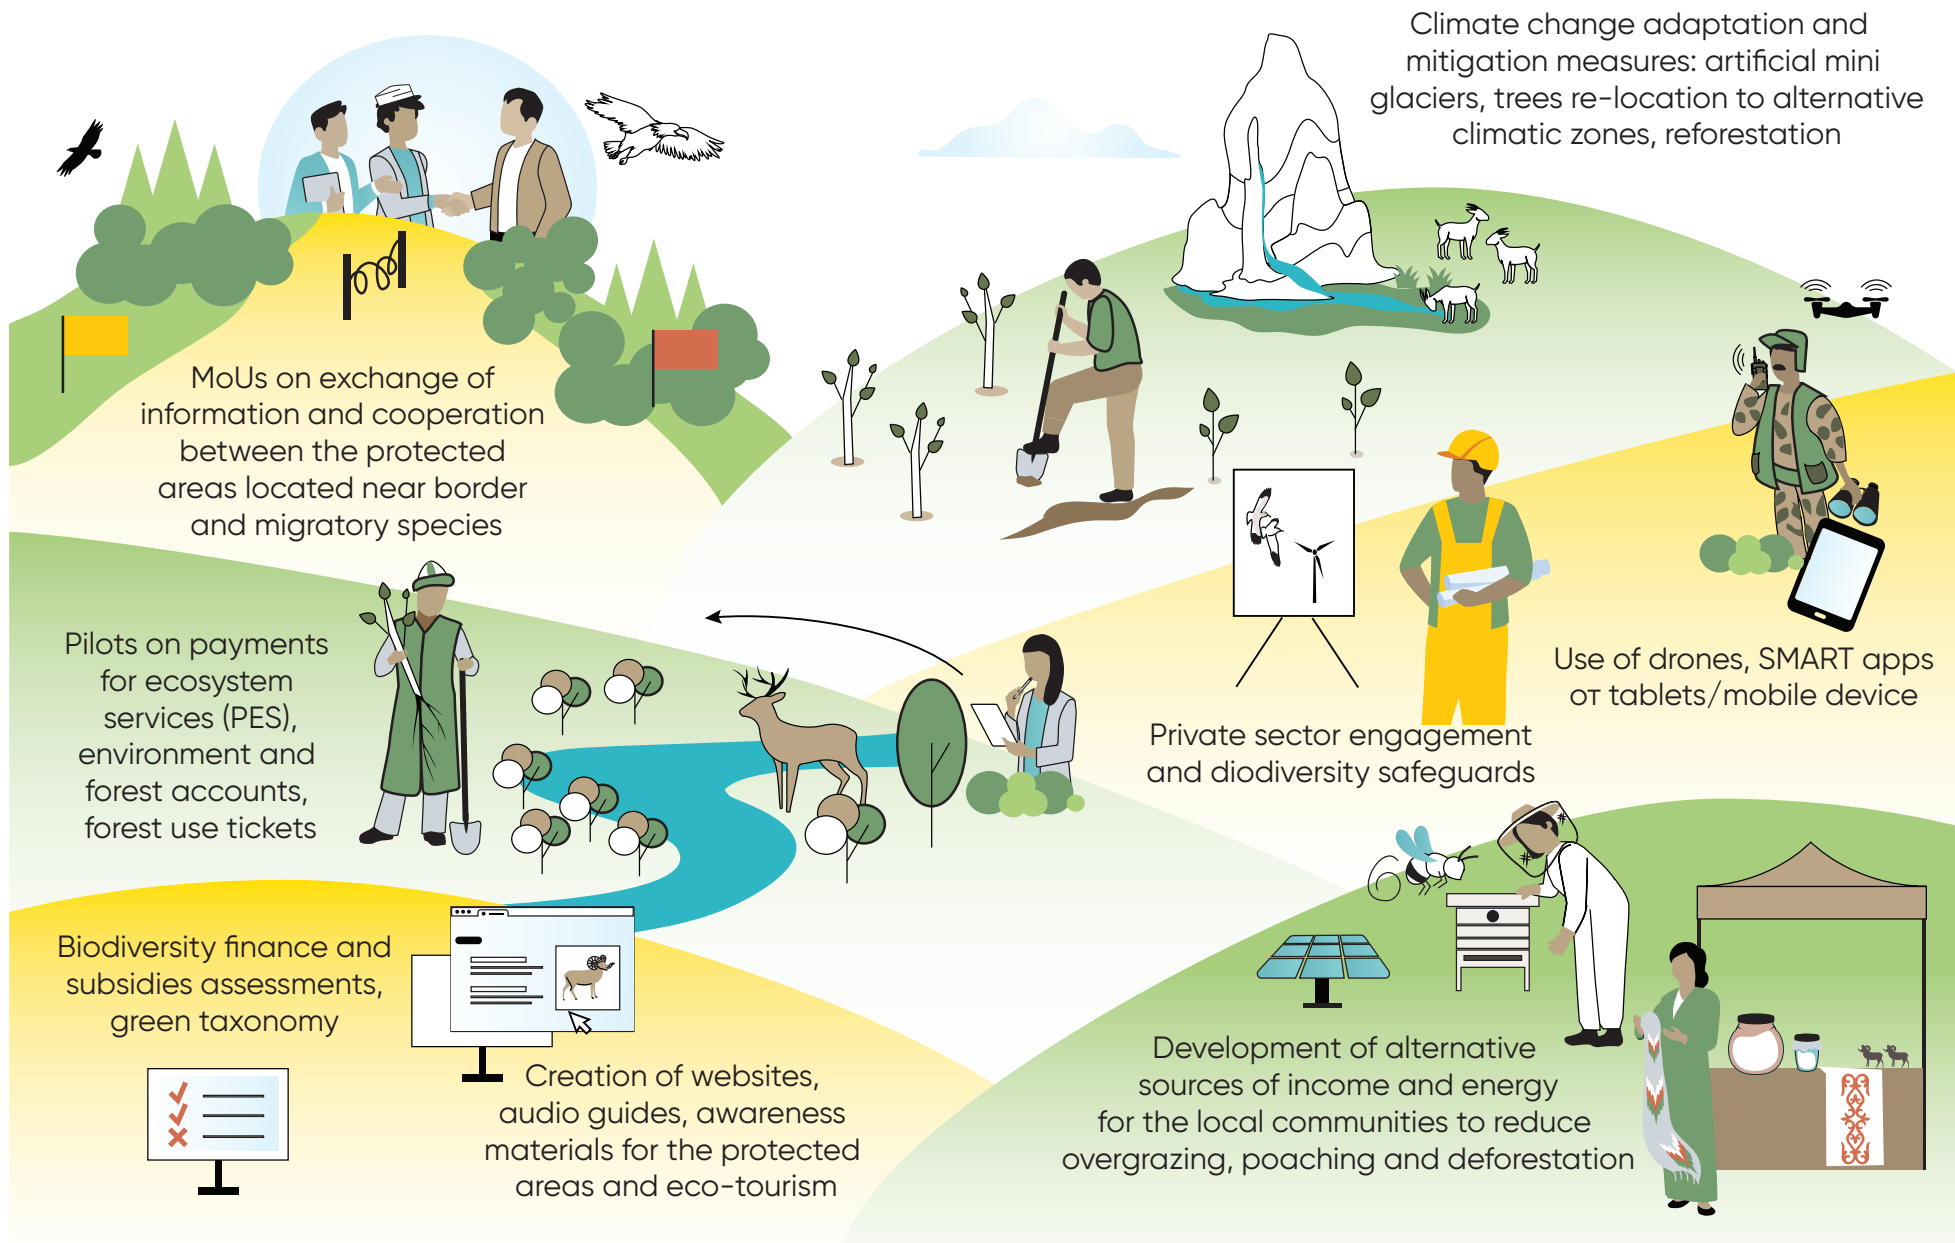 Climate change adaptation and
mitigation measures: artificial mini
glaciers, trees re-location to alternative
climatic zones, reforestation
MoUs on exchange of
information and cooperation
between the protected
areas located near border
and migratory species
Pilots on payments
for ecosystem
services (PES),
environment and
forest accounts,
forest use tickets
Use of drones, SMART apps
от tablets/mobile device
Private sector engagement
and diodiversity safeguards
Biodiversity finance and
subsidies assessments,
green taxonomy
Creation of websites,
audio guides, awareness
materials for the protected
areas and eco-tourism
Development of alternative
sources of income and energy
for the local communities to reduce
overgrazing, poaching and deforestation